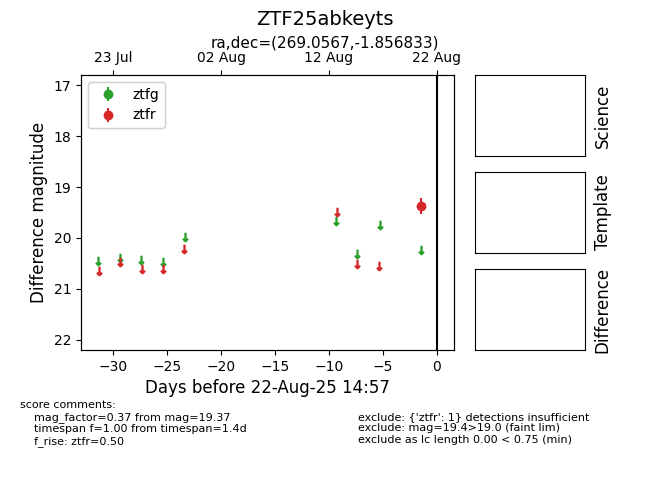 ZTF25abkeyts
ra,dec=(269.0567,-1.856833)
23 Jul 02 Aug 12 Aug 22 Aug
ztfg
ztfr
17
18
19
20
21
22
Difference magnitude
−30 −25 −20 −15 −10 −5 0
Days before 22-Aug-25 14:57
Science
Template
Difference
score comments:
mag_factor=0.37 from mag=19.37
timespan f=1.00 from timespan=1.4d
f_rise: ztfr=0.50
exclude: {'ztfr': 1} detections insufficient
exclude: mag=19.4>19.0 (faint lim)
exclude as lc length 0.00 < 0.75 (min)